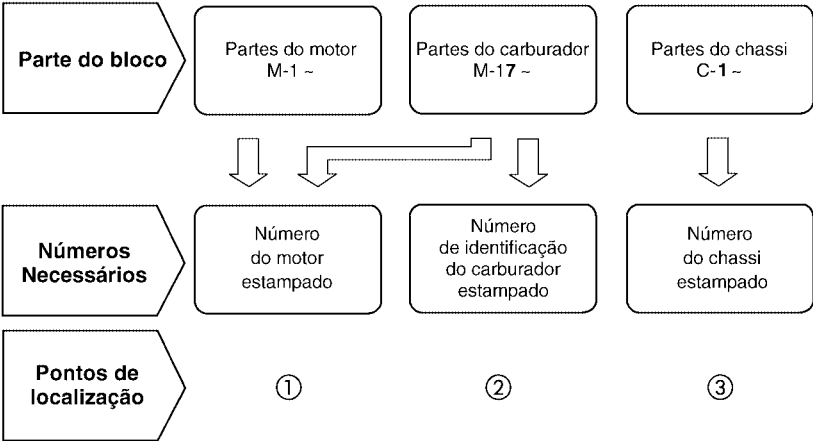 Parte do bloco
Partes do motor
M-1 ~
Partes do carburador
M-17 ~
Partes do chassi
C-1 ~
Números
Necessários
Número
do motor
estampado
Número
de identificação
do carburador
estampado
Número
do chassi
estampado
Pontos de
localização
①
②
③